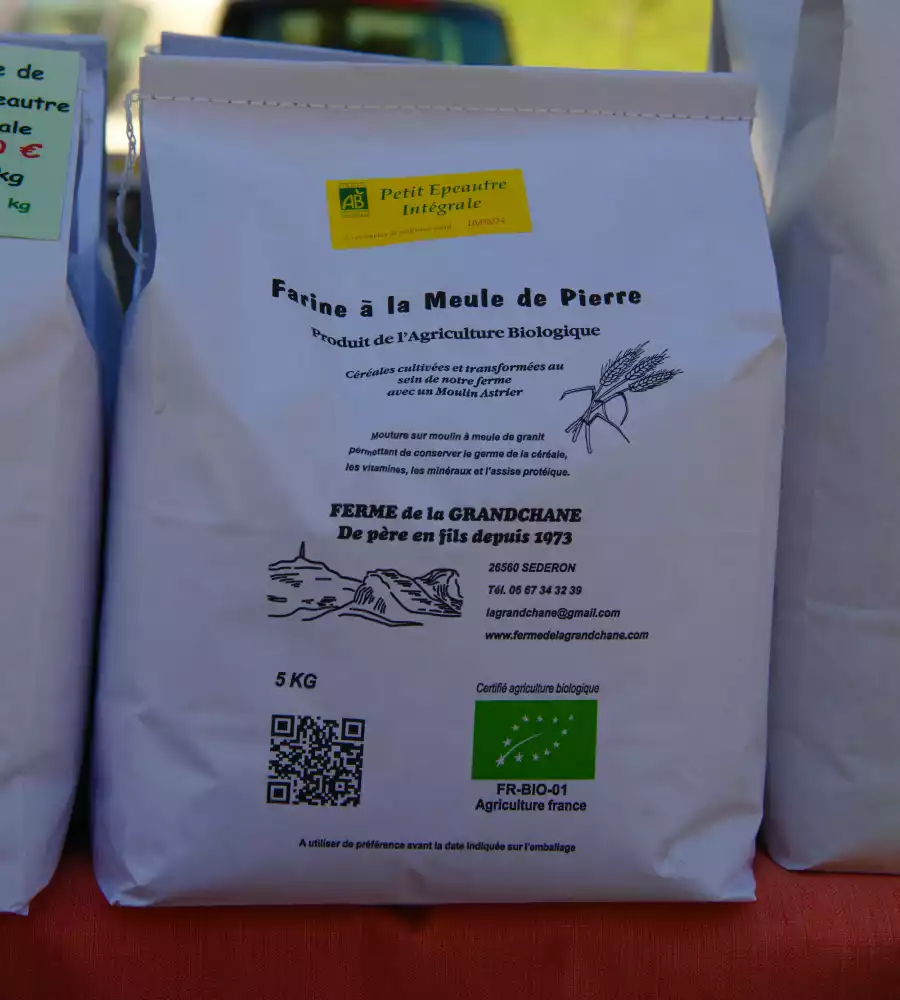 e de
eautre
ale
0 €
kg
kg
AB
Petit Epeautre
Intégrale
Farine à la Meule de Pierre
Produit de l'Agriculture Biologique
Céréales cultivées et transformées au
sein de notre ferme
avec un Moulin Astrier
Mouture sur moulin à meule de granit
permettant de conserver le germe de la céréale,
les vitamines, les minéraux et l'assise protéique.
FERME de la GRANDCHANE
De père en fils depuis 1973
26560 SEDERON
Tél. 06 67 34 32 39
lagrandchane@gmail.com
www.fermedelagrandchane.com
5 KG
Certifié agriculture biologique
FR-BIO-01
Agriculture france
A utiliser de préférence avant la date indiquée sur l'emballage